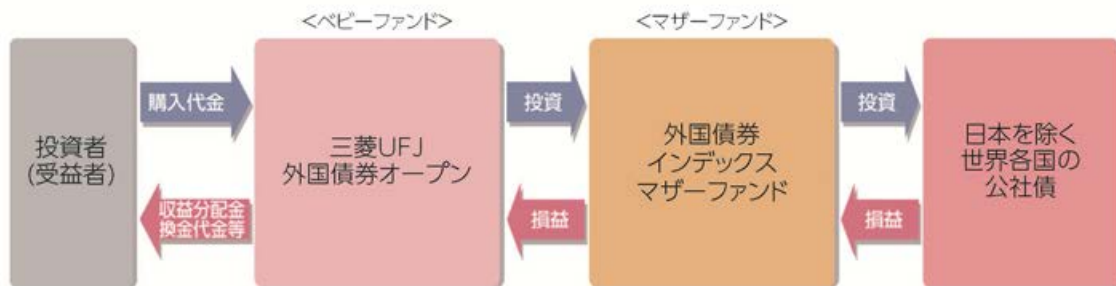 <ベビーファンド>
<マザーファンド>
投資者
(受益者)
購入代金
収益分配金
換金代金等
三菱UFJ
外国債券オープン
投資
損益
外国債券
インデックス
マザーファンド
投資
損益
日本を除く
世界各国の
公社債